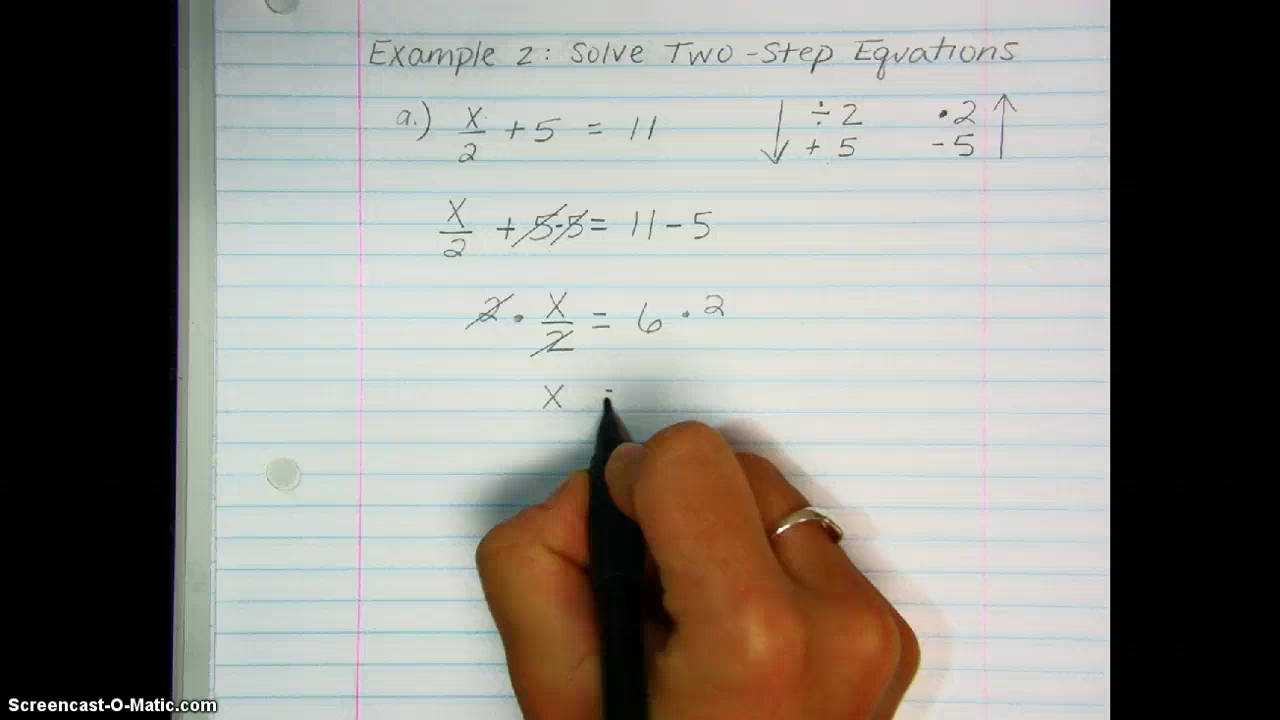 Example 2: Solve Two-Step Equations
a.) x/2 + 5 = 11 ↓ ÷2 ·2 ↑
+5 -5
x/2 + 5-5 = 11-5
2 · x/2 = 6 · 2
x =
Screencast-O-Matic.com